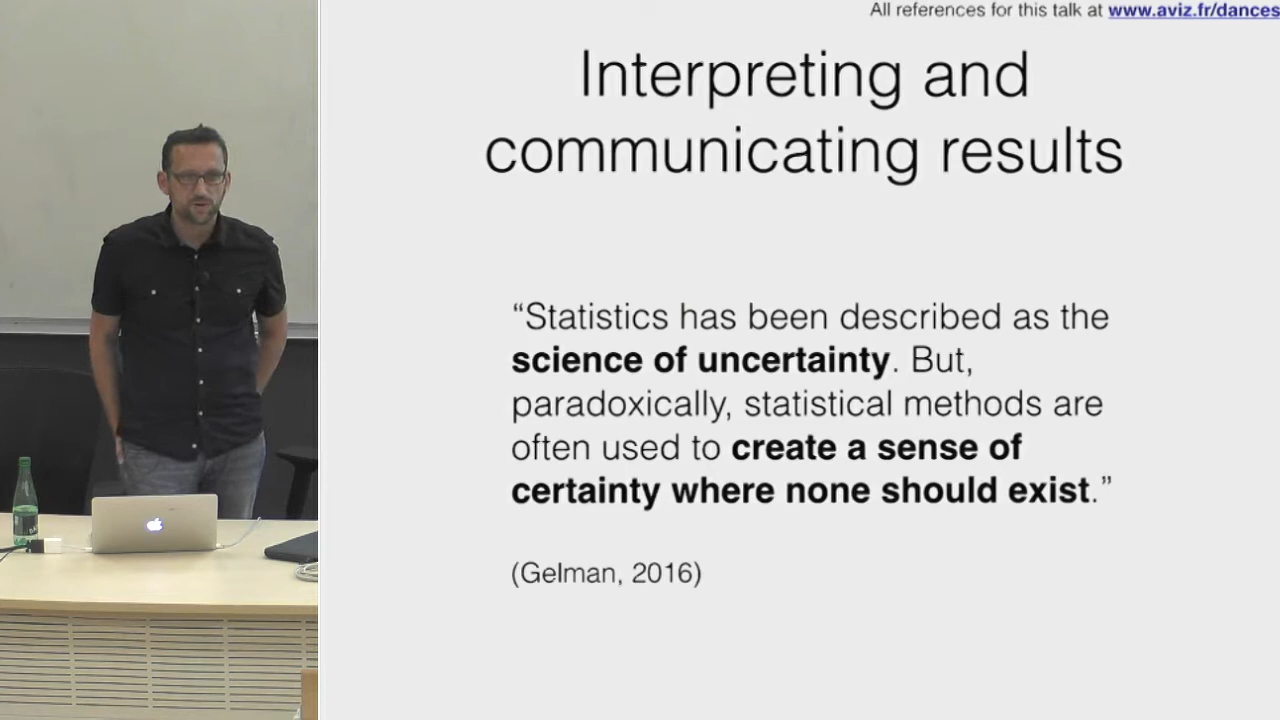 All references for this talk at www.aviz.fr/dances
Interpreting and
communicating results
“Statistics has been described as the
science of uncertainty. But,
paradoxically, statistical methods are
often used to create a sense of
certainty where none should exist.”
(Gelman, 2016)